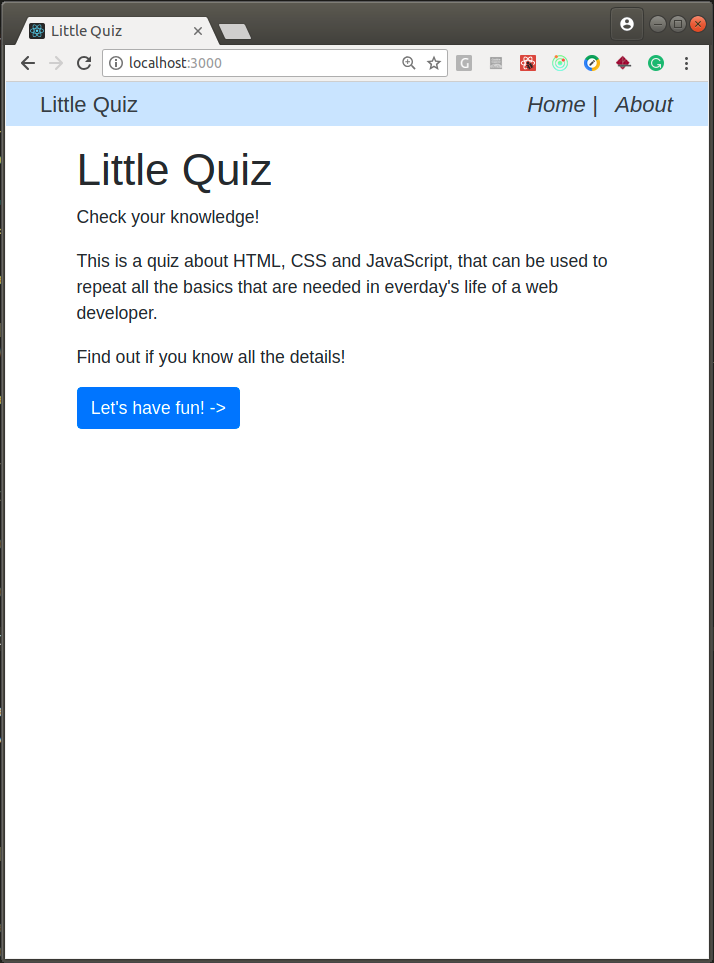 Little Quiz
localhost:3000
Little Quiz Home | About
Little Quiz
Check your knowledge!
This is a quiz about HTML, CSS and JavaScript, that can be used to
repeat all the basics that are needed in everday's life of a web
developer.
Find out if you know all the details!
Let's have fun! ->